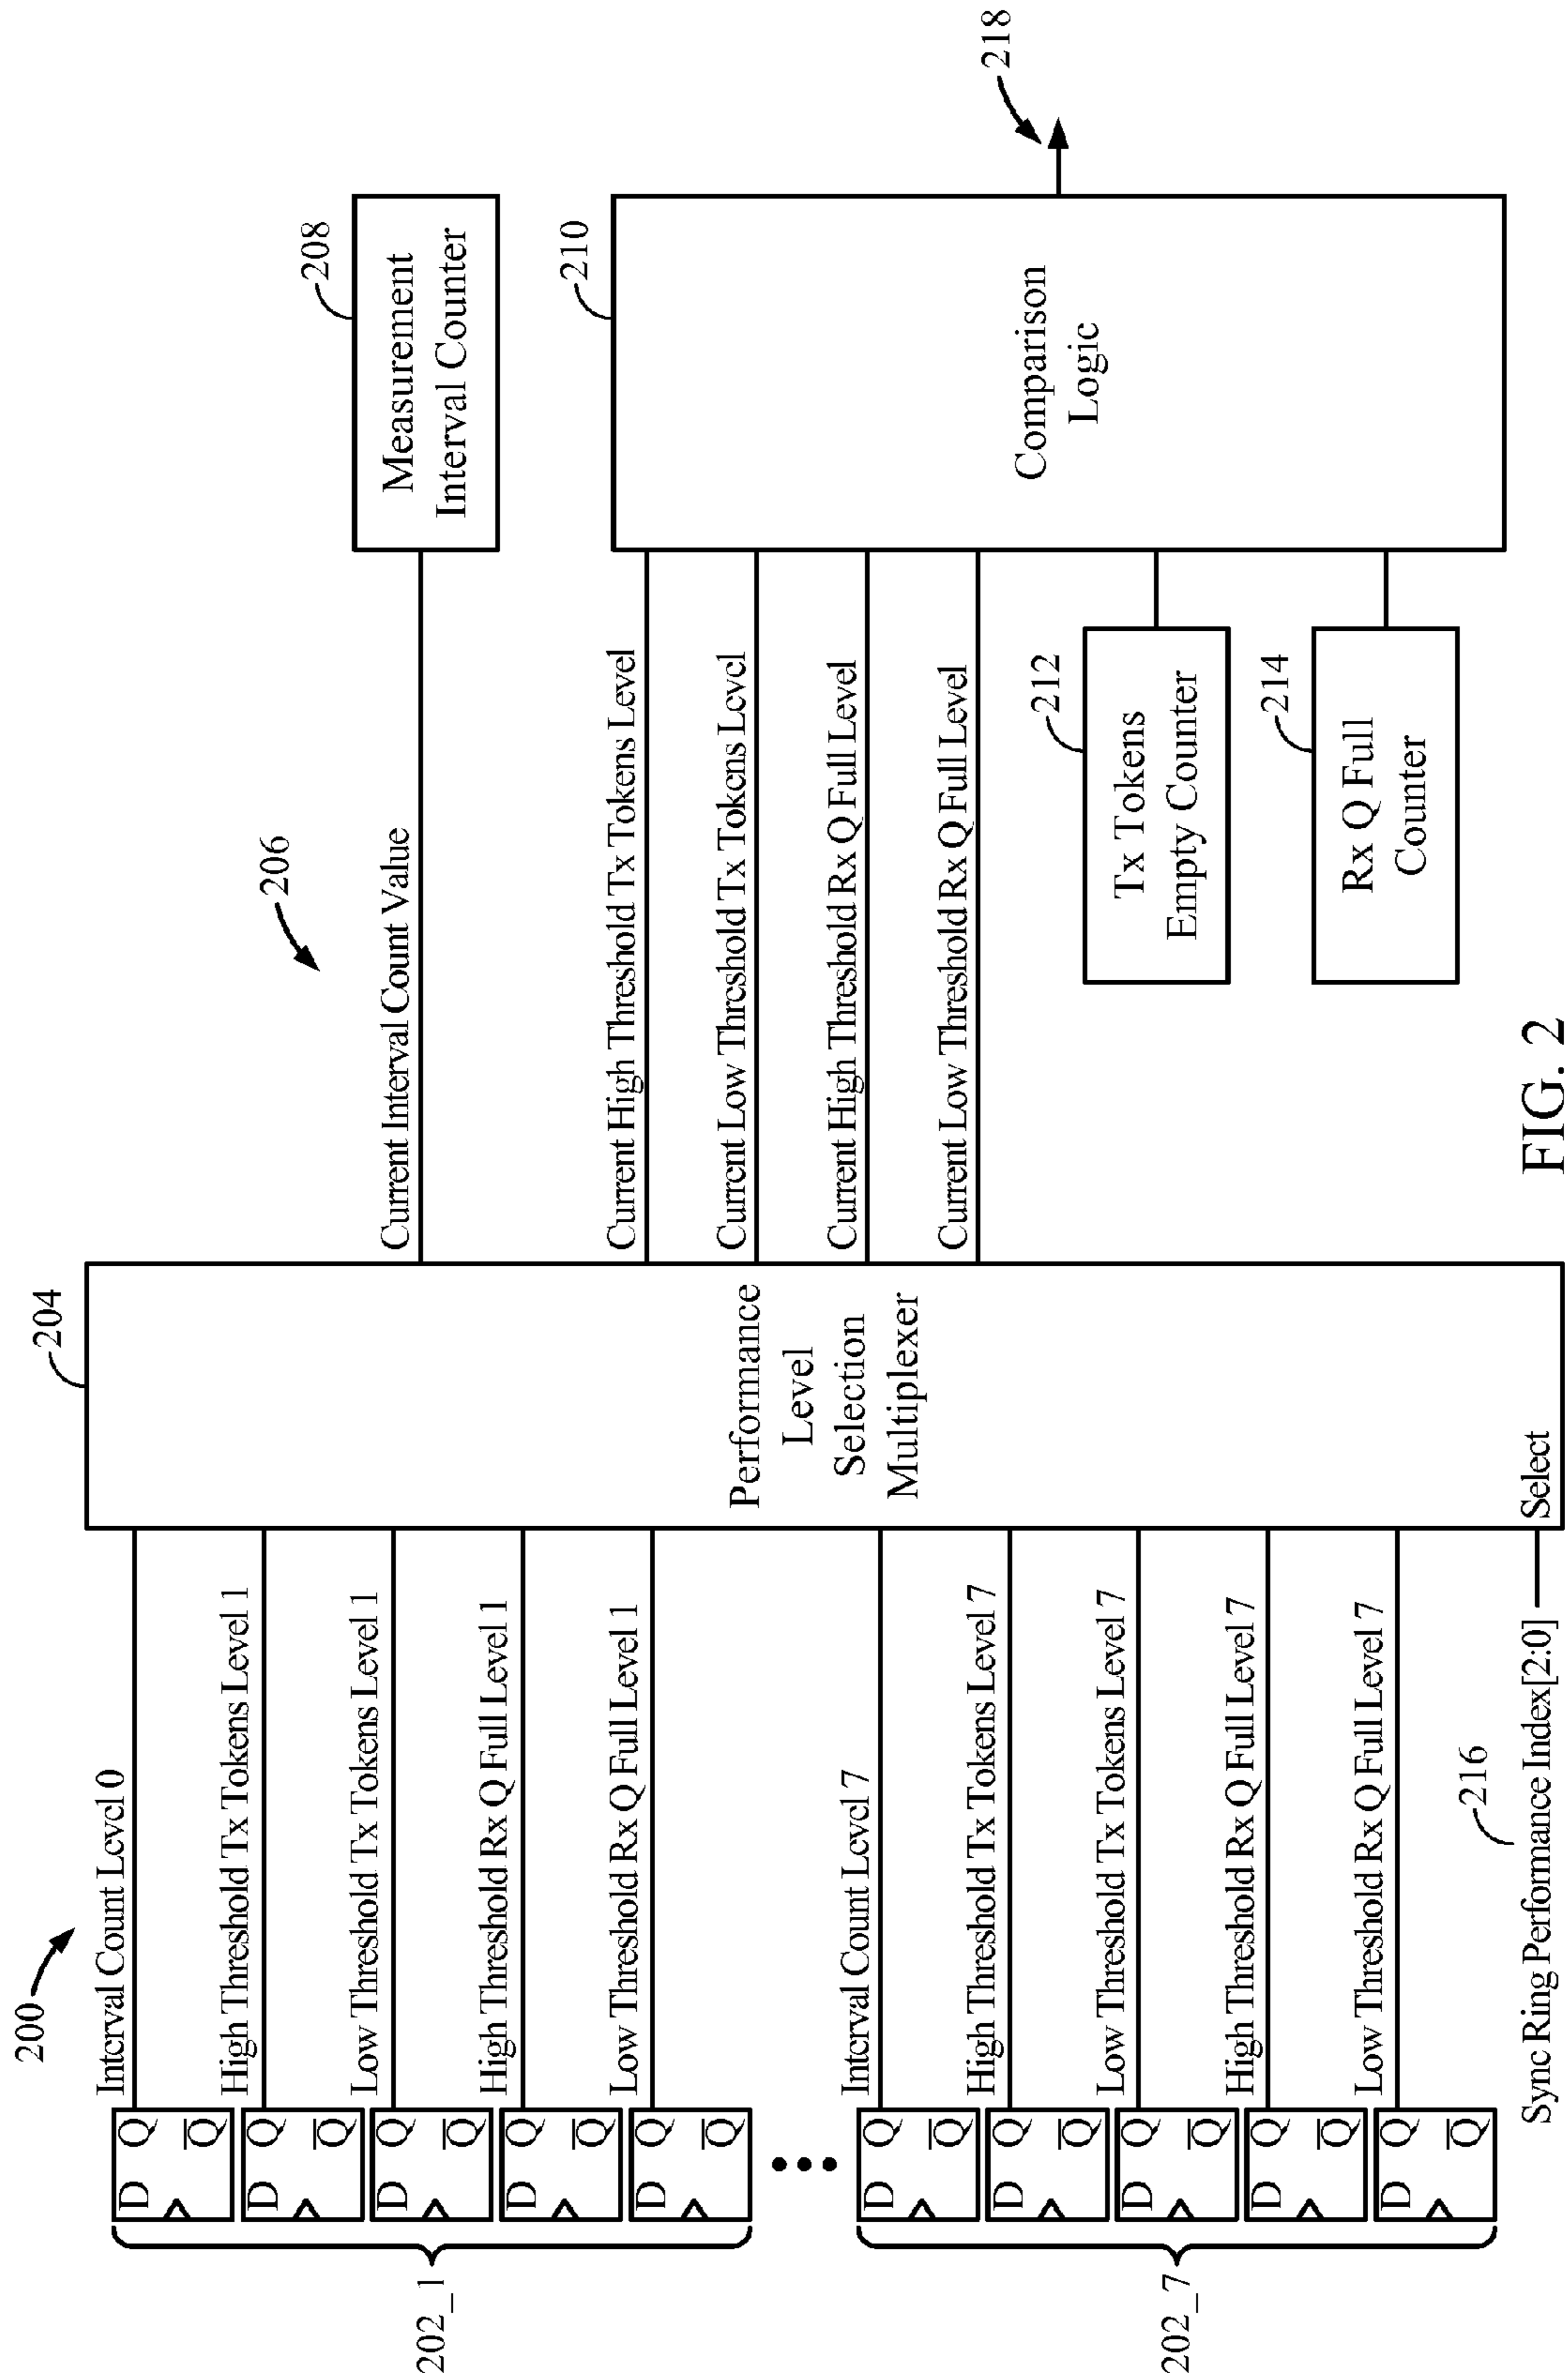 200
Interval Count Level 0
High Threshold Tx Tokens Level 1
Low Threshold Tx Tokens Level 1
High Threshold Rx Q Full Level 1
Low Threshold Rx Q Full Level 1
D Q
Q
D Q
Q
D Q
Q
D Q
Q
D Q
Q
202_1
Interval Count Level 7
High Threshold Tx Tokens Level 7
Low Threshold Tx Tokens Level 7
High Threshold Rx Q Full Level 7
Low Threshold Rx Q Full Level 7
D Q
Q
D Q
Q
D Q
Q
D Q
Q
D Q
Q
202_7
216
Sync Ring Performance Index[2:0]
Select
204
Performance
Level
Selection
Multiplexer
206
Current Interval Count Value
Current High Threshold Tx Tokens Level
Current Low Threshold Tx Tokens Level
Current High Threshold Rx Q Full Level
Current Low Threshold Rx Q Full Level
208
Measurement
Interval Counter
210
Comparison
Logic
212
Tx Tokens
Empty Counter
214
Rx Q Full
Counter
218
FIG. 2